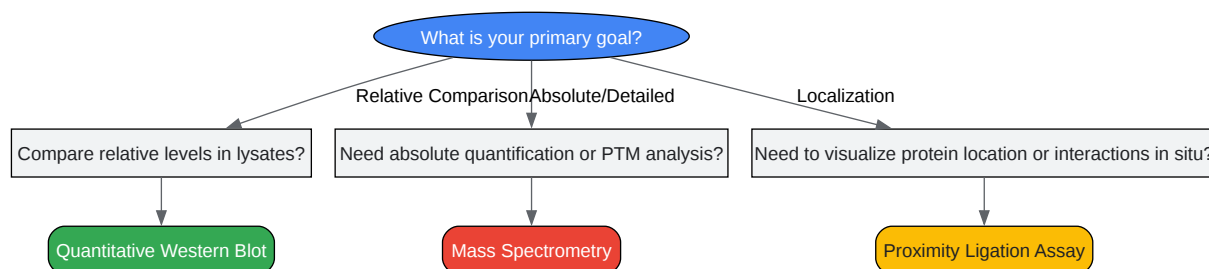 What is your primary goal?
Relative Comparison
Absolute/Detailed
Localization
Compare relative levels in lysates?
Need absolute quantification or PTM analysis?
Need to visualize protein location or interactions in situ?
Quantitative Western Blot
Mass Spectrometry
Proximity Ligation Assay